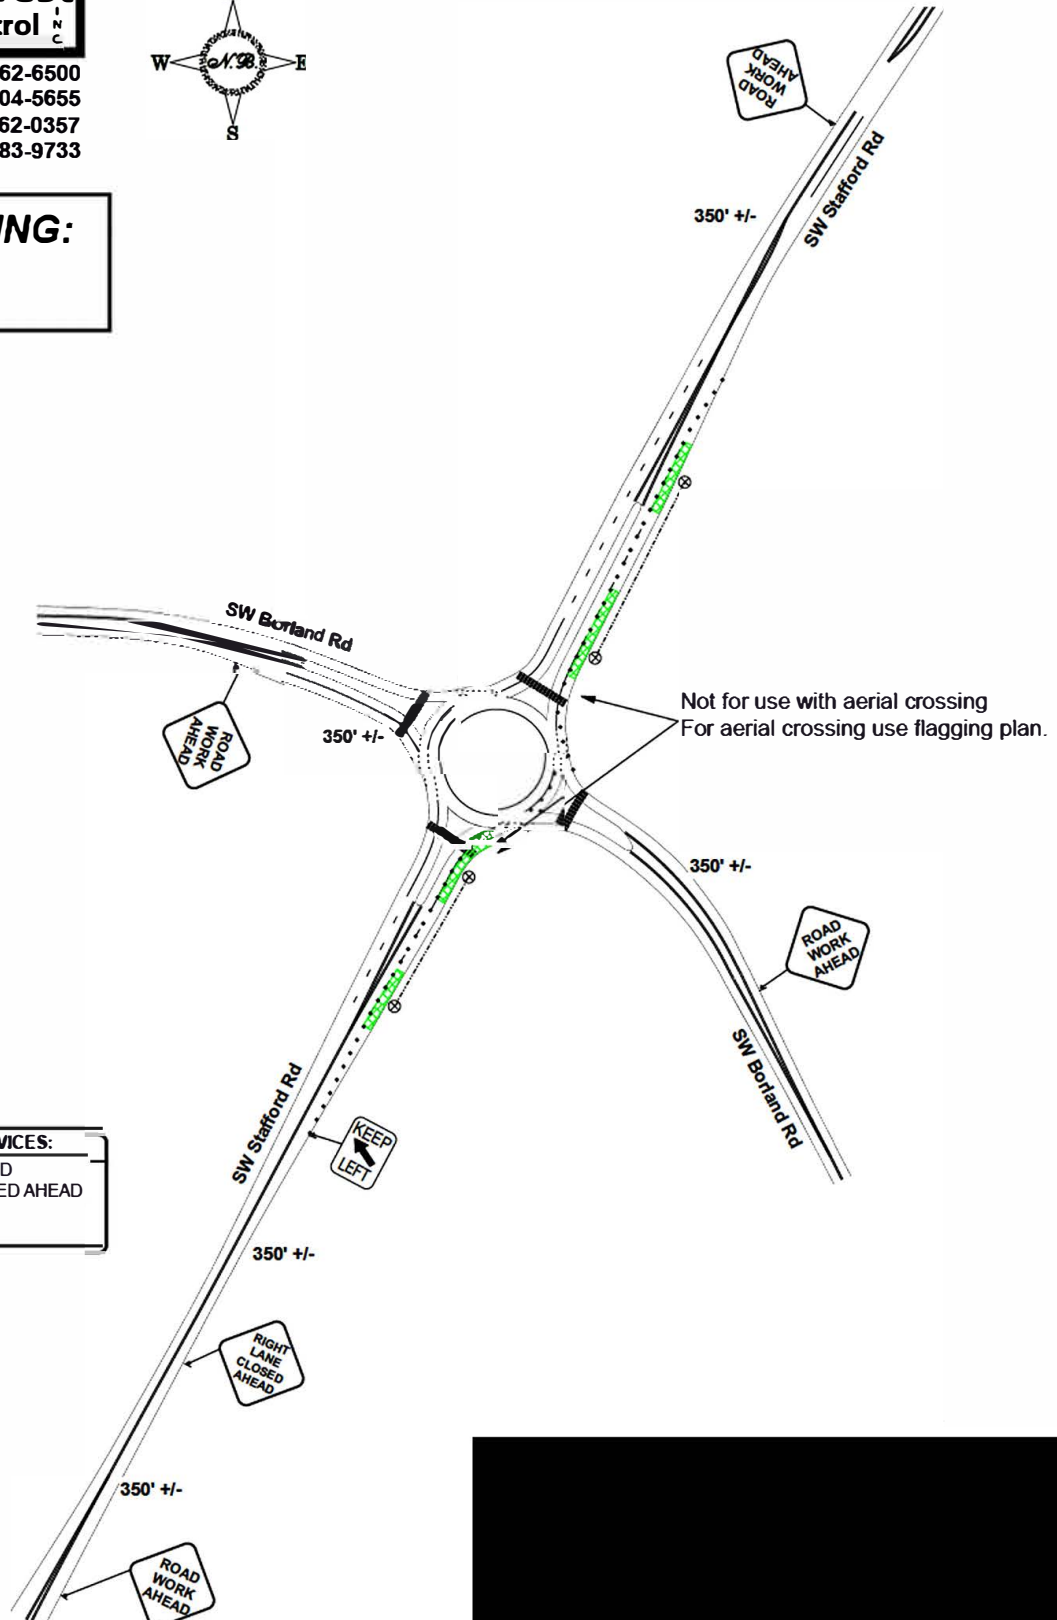 trol
INC
62-6500
04-5655
62-0357
83-9733
W
N.B.
E
S
ING:
ROAD
WORK
AHEAD
350' +/-
SW Stafford Rd
SW Borland Rd
350' +/-
ROAD
WORK
AHEAD
Not for use with aerial crossing
For aerial crossing use flagging plan.
350' +/-
ROAD
WORK
AHEAD
SW Borland Rd
SW Stafford Rd
KEEP
LEFT
VICES:
D
ED AHEAD
350' +/-
RIGHT
LANE
CLOSED
AHEAD
350' +/-
ROAD
WORK
AHEAD